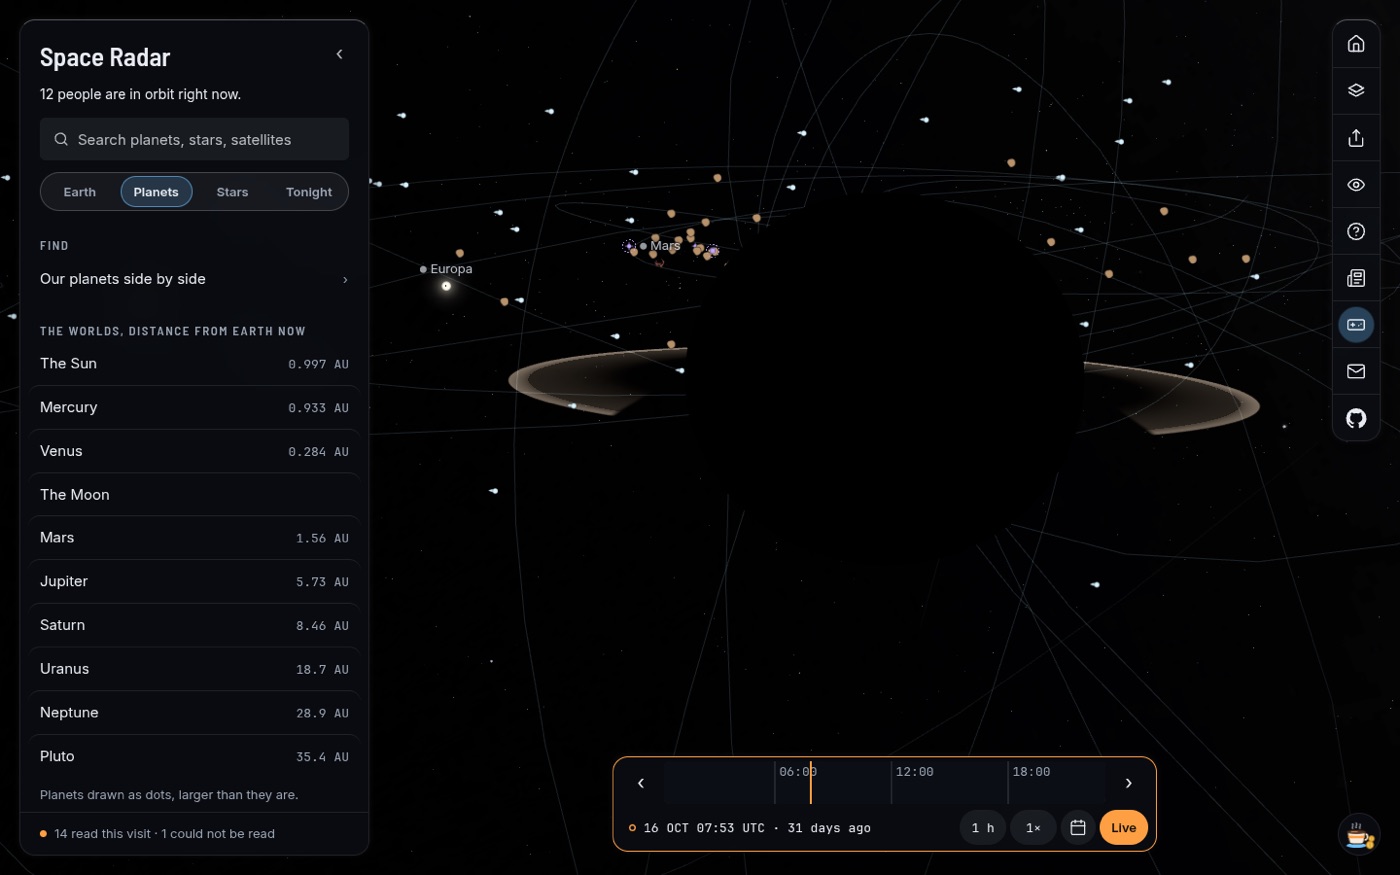 Space Radar
12 people are in orbit right now.
Search planets, stars, satellites
Earth Planets Stars Tonight
FIND
Our planets side by side
THE WORLDS, DISTANCE FROM EARTH NOW
The Sun 0.997 AU
Mercury 0.933 AU
Venus 0.284 AU
The Moon
Mars 1.56 AU
Jupiter 5.73 AU
Saturn 8.46 AU
Uranus 18.7 AU
Neptune 28.9 AU
Pluto 35.4 AU
Planets drawn as dots, larger than they are.
14 read this visit · 1 could not be read
Mars
Europa
06:00 12:00 18:00
16 OCT 07:53 UTC · 31 days ago
1 h 1× Live